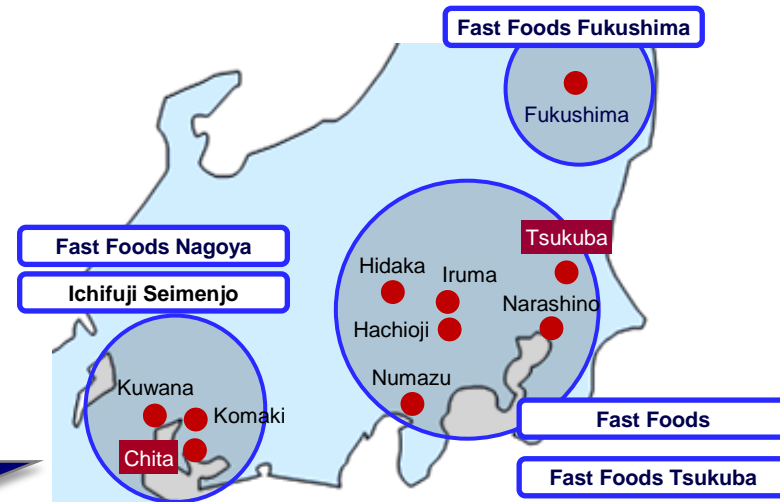 Fast Foods Fukushima
Fukushima
Fast Foods Nagoya
Ichifuji Seimenjo
Tsukuba
Hidaka
Iruma
Narashino
Hachioji
Numazu
Kuwana
Komaki
Chita
Fast Foods
Fast Foods Tsukuba